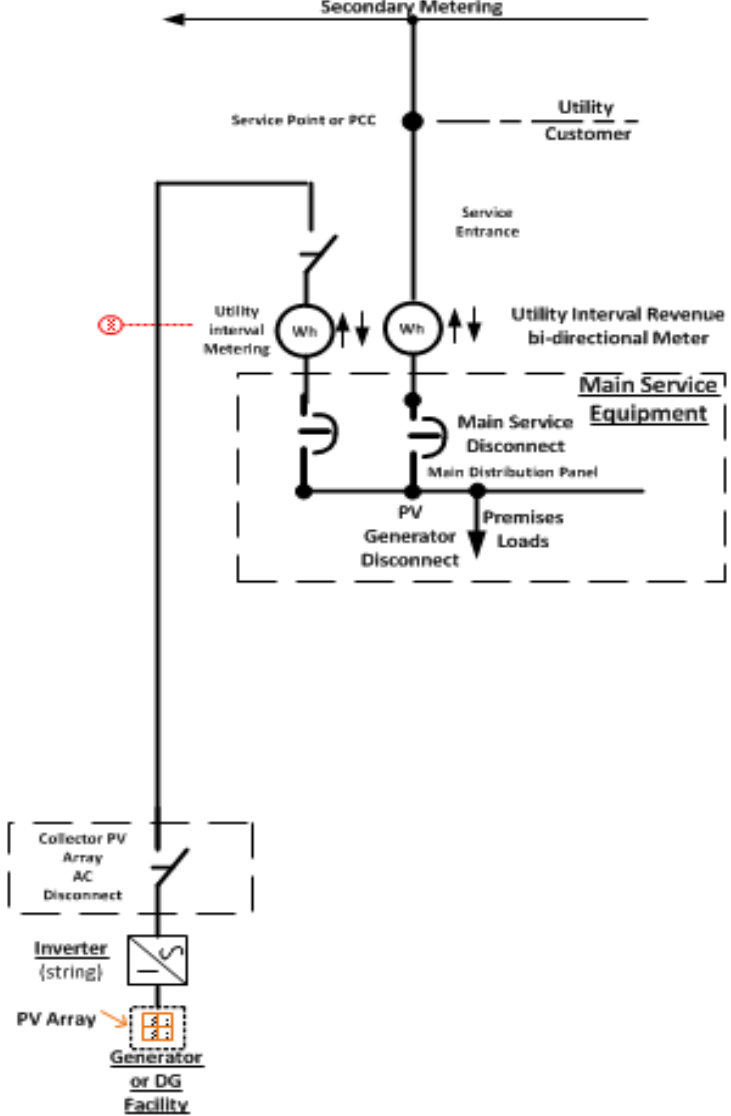 Secondary Metering
Service Point or PCC
Utility
Customer
Service
Entrance
Utility
interval
Metering
Wh
Wh
Utility Interval Revenue
bi-directional Meter
Main Service
Equipment
Main Service
Disconnect
Main Distribution Panel
PV
Generator
Disconnect
Premises
Loads
Collector PV
Array
AC
Disconnect
Inverter
(string)
PV Array
Generator
or DG
Facility